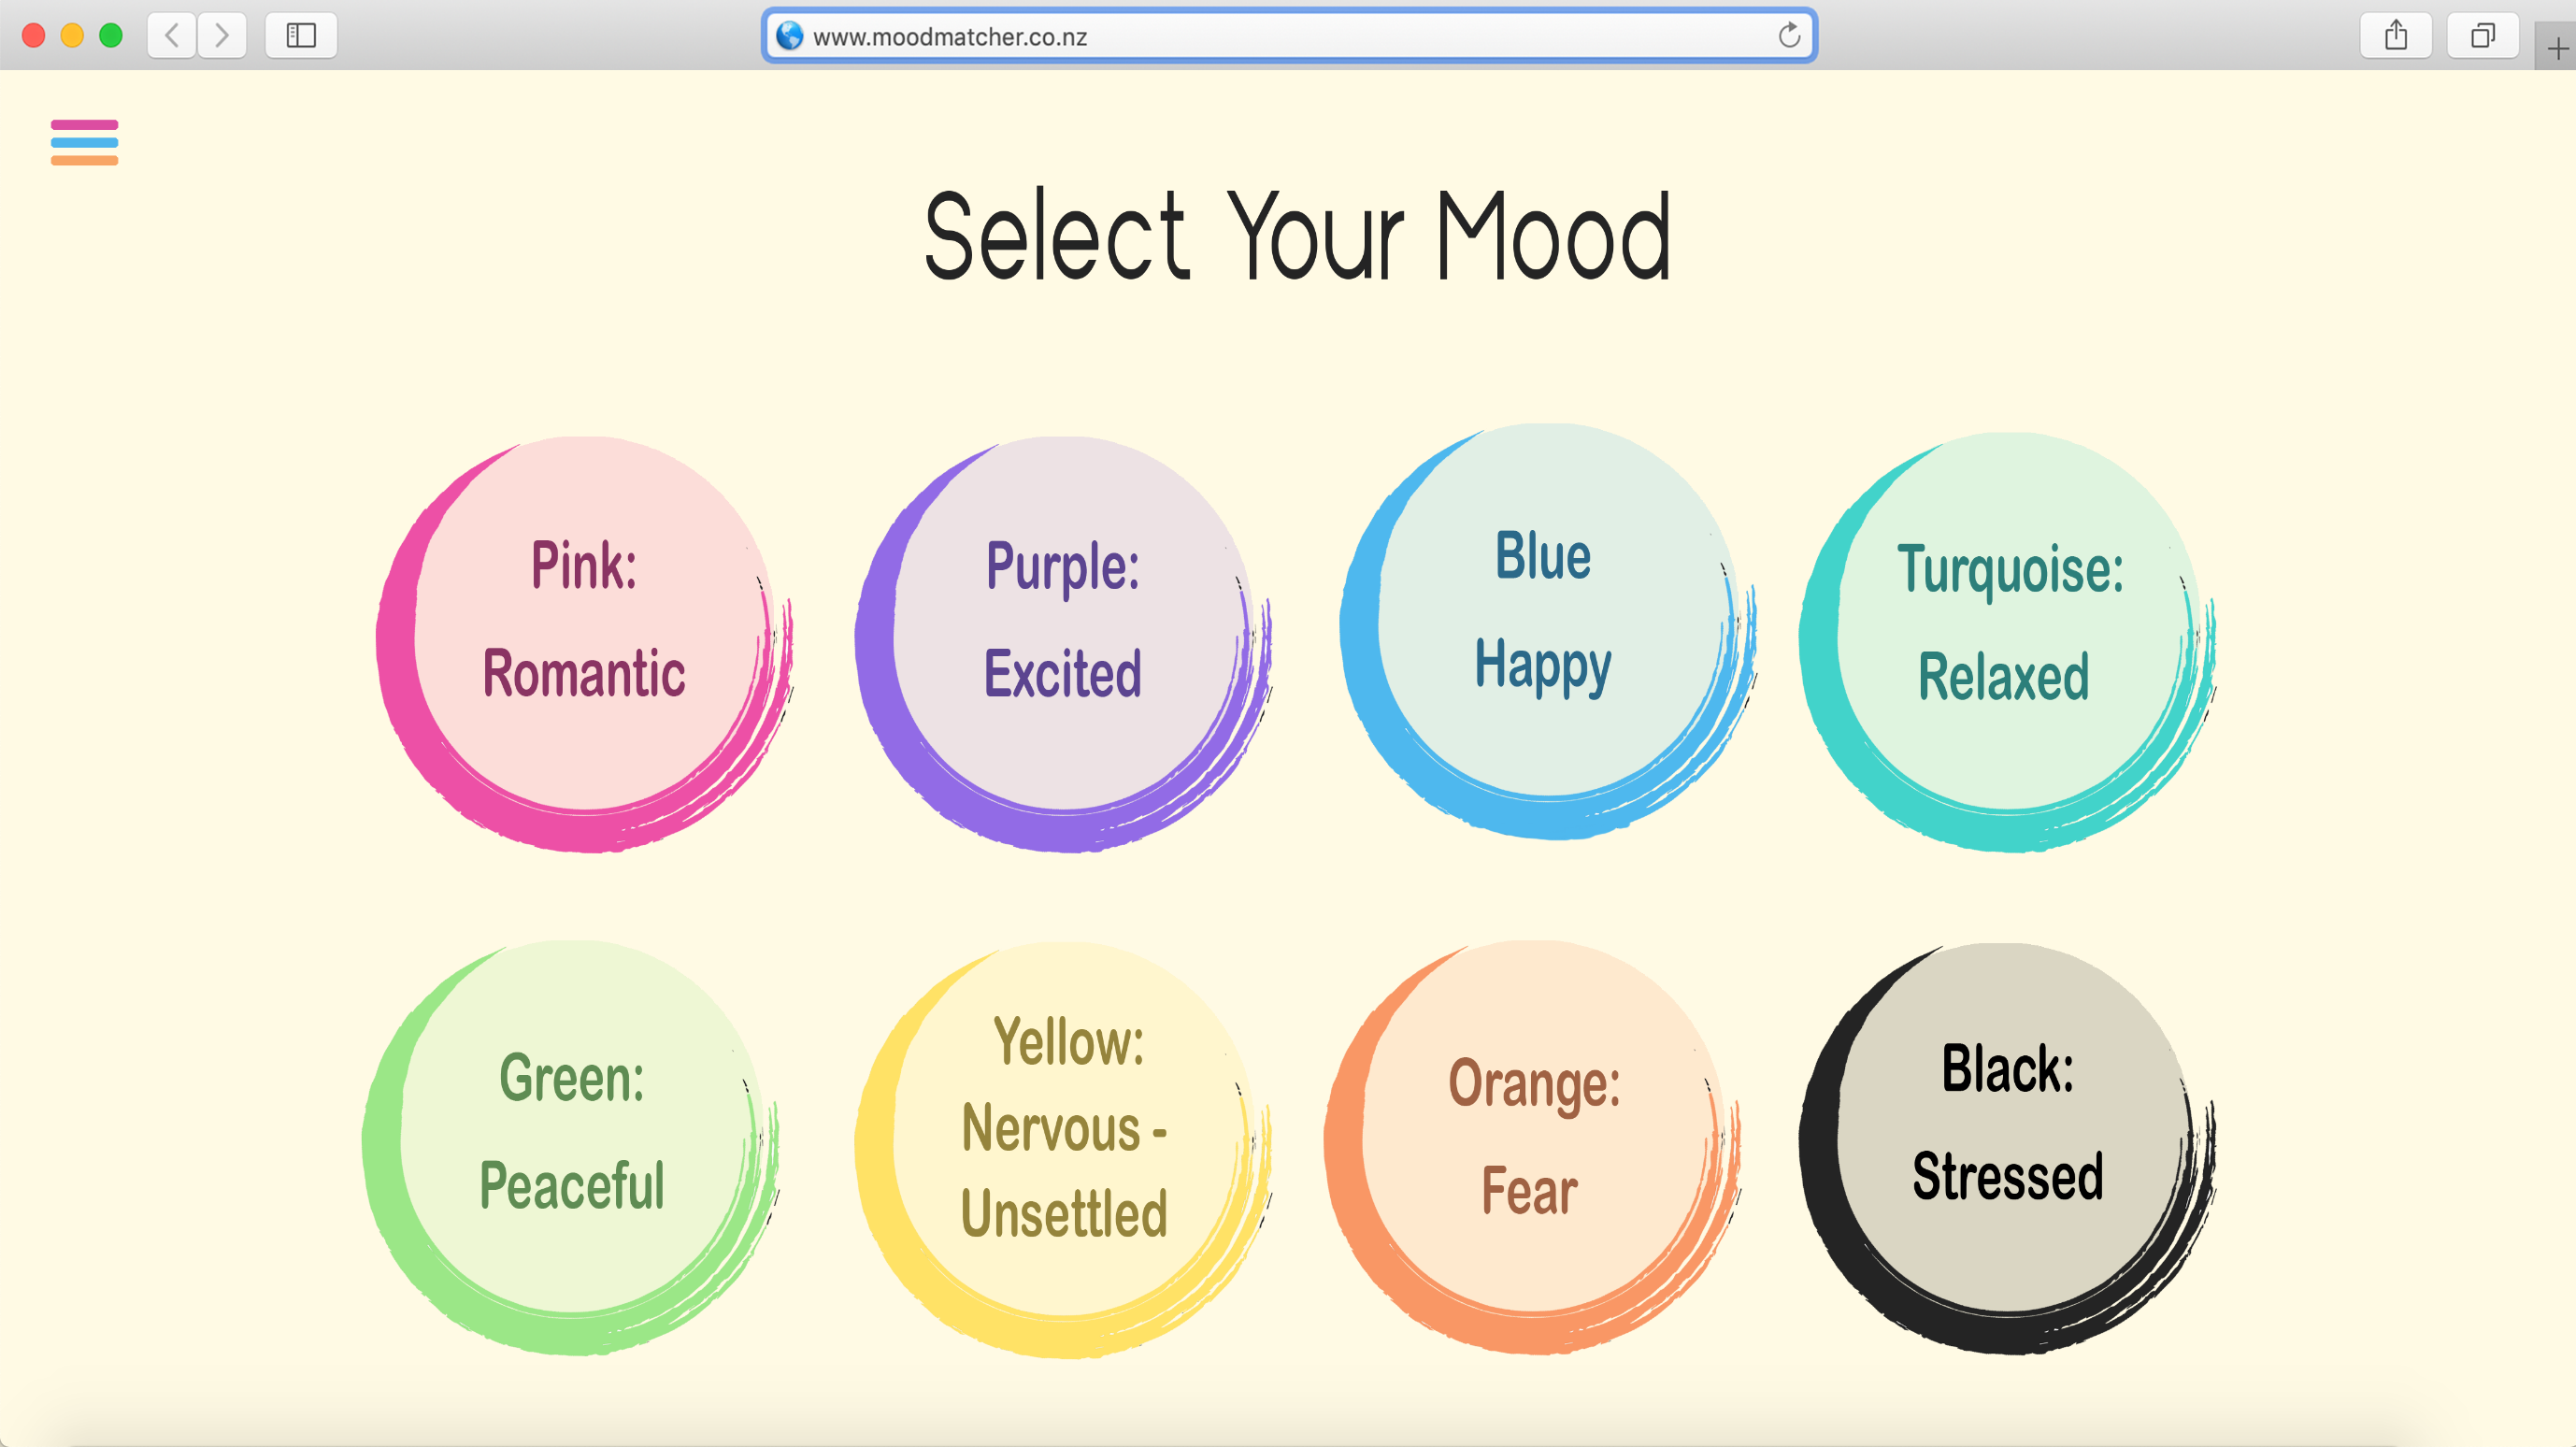 www.moodmatcher.co.nz
Select Your Mood
Pink:
Romantic
Purple:
Excited
Blue
Happy
Turquoise:
Relaxed
Green:
Peaceful
Yellow:
Nervous -
Unsettled
Orange:
Fear
Black:
Stressed